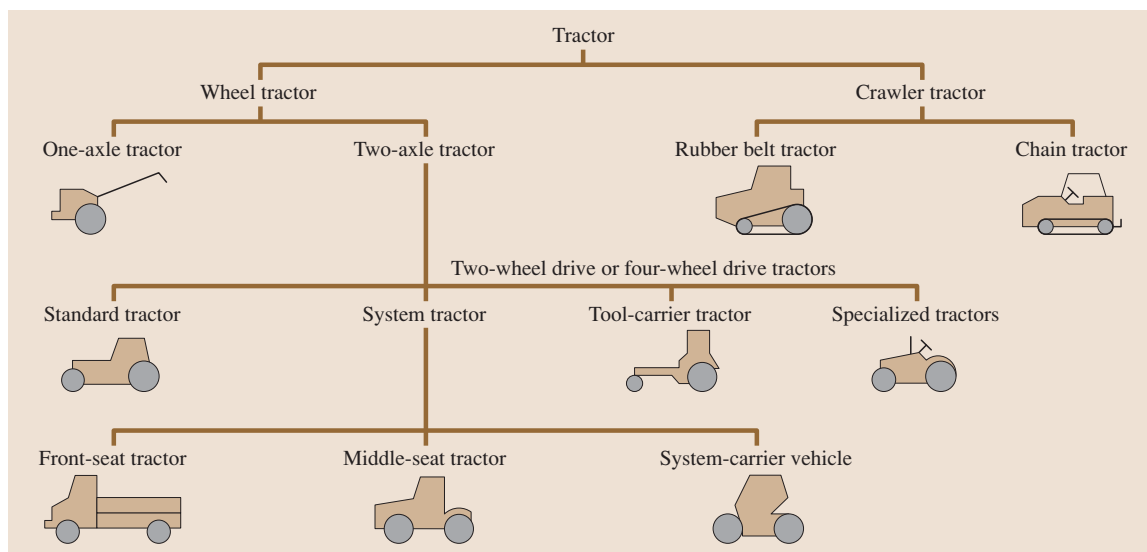 Tractor
Wheel tractor
Crawler tractor
One-axle tractor
Two-axle tractor
Rubber belt tractor
Chain tractor
Two-wheel drive or four-wheel drive tractors
Standard tractor
System tractor
Tool-carrier tractor
Specialized tractors
Front-seat tractor
Middle-seat tractor
System-carrier vehicle